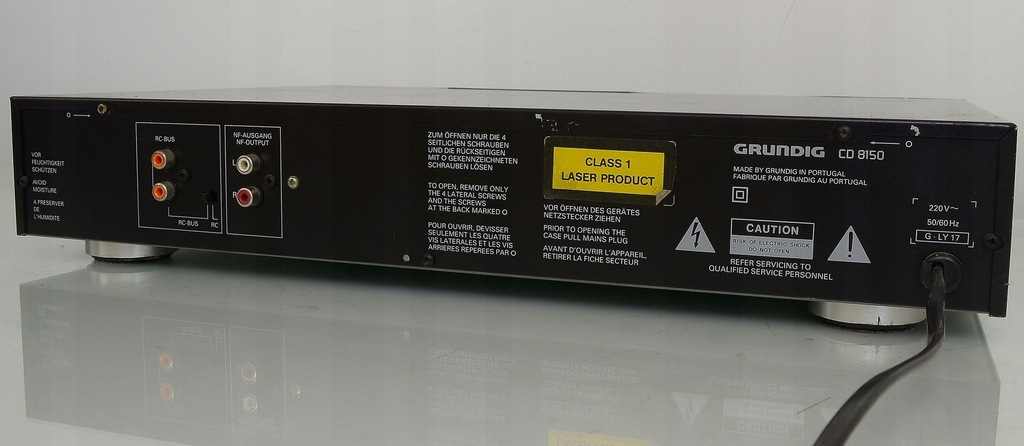 VOR
FEUCHTIGKEIT
SCHÜTZEN
AVOID
MOISTURE
A PRESERVER
DE
L'HUMIDITE
RC-BUS
RC-BUS
RC
NF-AUSGANG
NF-OUTPUT
L
R
ZUM ÖFFNEN NUR DIE 4
SEITLICHEN SCHRAUBEN
UND DIE RÜCKSEITIGEN
MIT O GEKENNZEICHNETEN
SCHRAUBEN LÖSEN
TO OPEN, REMOVE ONLY
THE 4 LATERAL SCREWS
AND THE SCREWS
AT THE BACK MARKED O
POUR OUVRIR, DEVISSER
SEULEMENT LES QUATRE
VIS LATERALES ET LES VIS
ARRIERES REPEREES PAR O
CLASS 1
LASER PRODUCT
VOR ÖFFNEN DES GERÄTES
NETZSTECKER ZIEHEN
PRIOR TO OPENING THE
CASE PULL MAINS PLUG
AVANT D'OUVRIR L'APPAREIL,
RETIRER LA FICHE SECTEUR
GRUNDIG CD 8150
MADE BY GRUNDIG IN PORTUGAL
FABRIQUE PAR GRUNDIG AU PORTUGAL
CAUTION
RISK OF ELECTRIC SHOCK
DO NOT OPEN
REFER SERVICING TO
QUALIFIED SERVICE PERSONNEL
220V~
50/60Hz
G·LY 17